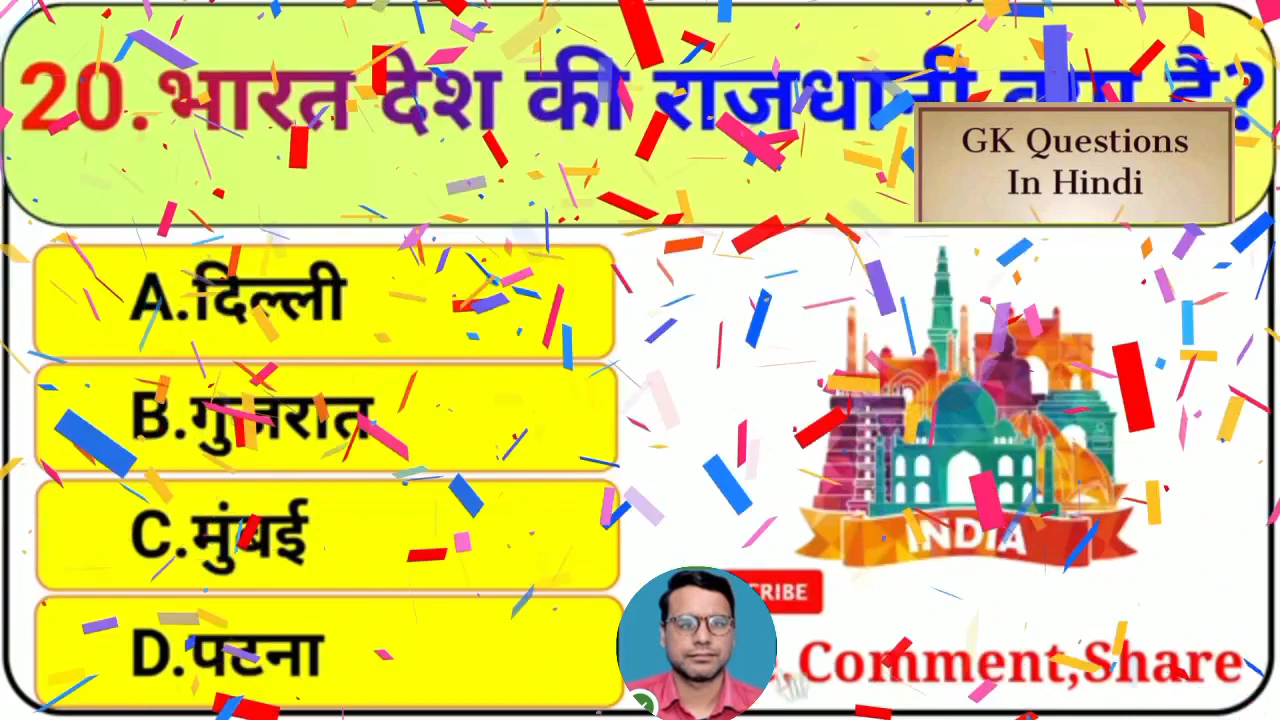 20.भारत देश की राजधानी क्या है?
GK Questions
In Hindi
A.दिल्ली
B.गुजरात
C.मुंबई
D.पटना
INDIA
Comment,Share